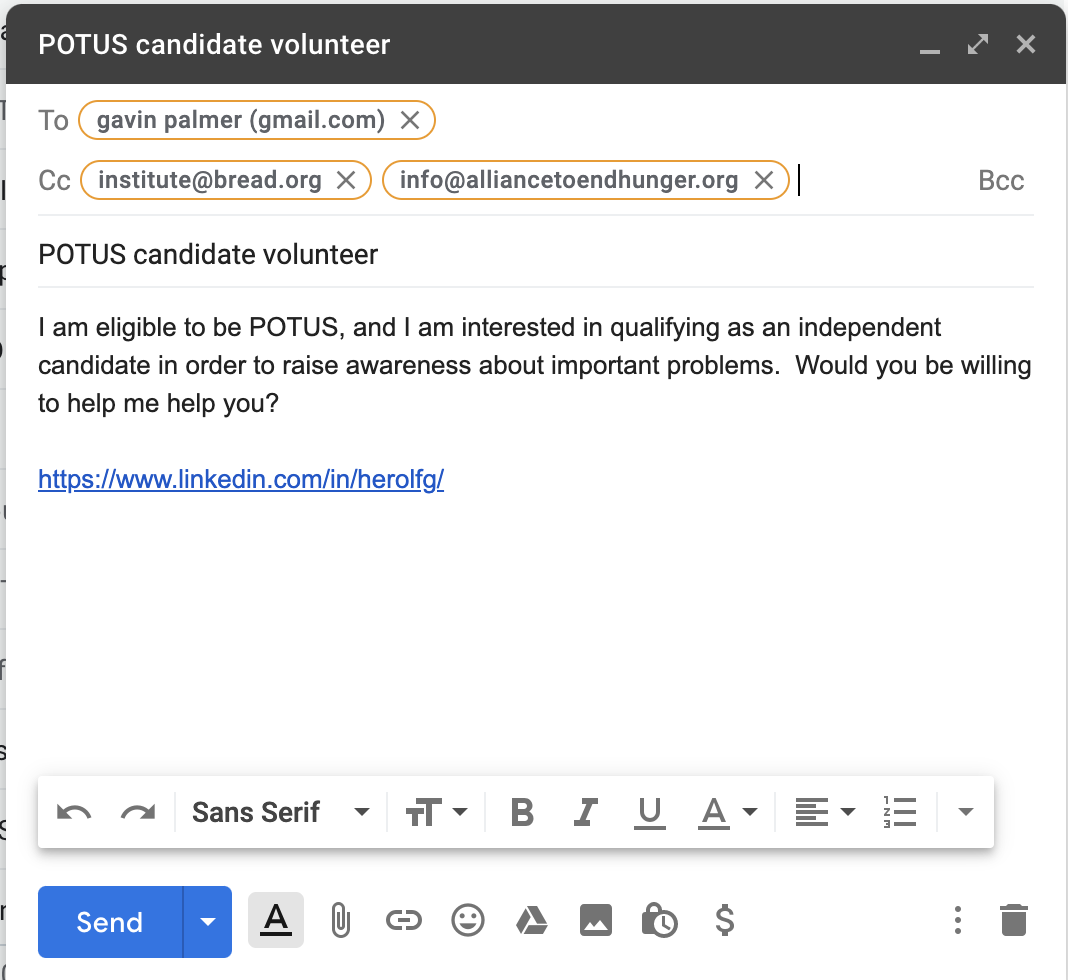 POTUS candidate volunteer
To gavin palmer (gmail.com)
Cc institute@bread.org info@alliancetoendhunger.org Bcc
POTUS candidate volunteer
I am eligible to be POTUS, and I am interested in qualifying as an independent
candidate in order to raise awareness about important problems.  Would you be willing
to help me help you?
https://www.linkedin.com/in/herolfg/
Sans Serif
Send